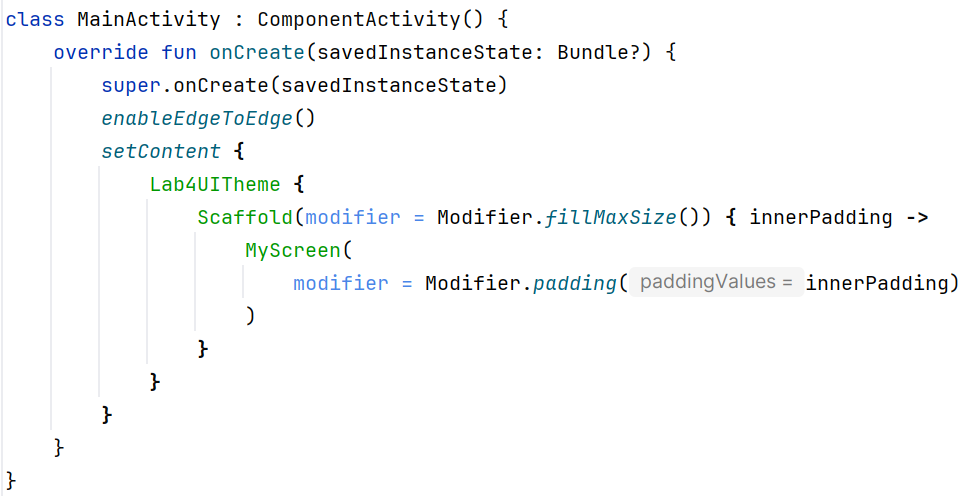 class MainActivity : ComponentActivity() {
    override fun onCreate(savedInstanceState: Bundle?) {
        super.onCreate(savedInstanceState)
        enableEdgeToEdge()
        setContent {
            Lab4UITheme {
                Scaffold(modifier = Modifier.fillMaxSize()) { innerPadding ->
                    MyScreen(
                        modifier = Modifier.padding( paddingValues = innerPadding)
                    )
                }
            }
        }
    }
}